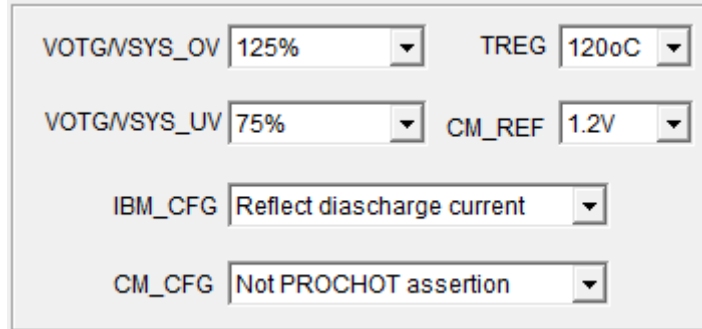 VOTG/VSYS_OV 125% TREG 120oC
VOTG/VSYS_UV 75% CM_REF 1.2V
IBM_CFG Reflect diascharge current
CM_CFG Not PROCHOT assertion